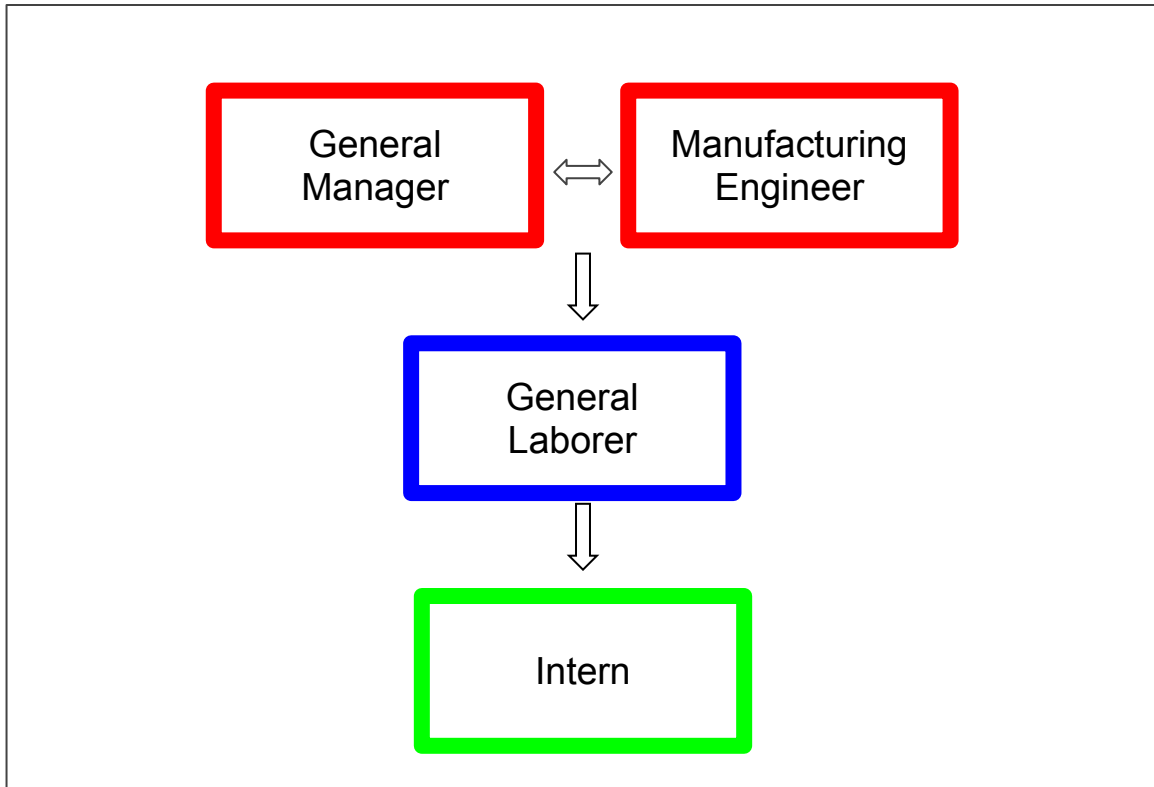 General
Manager
Manufacturing
Engineer
General
Laborer
Intern